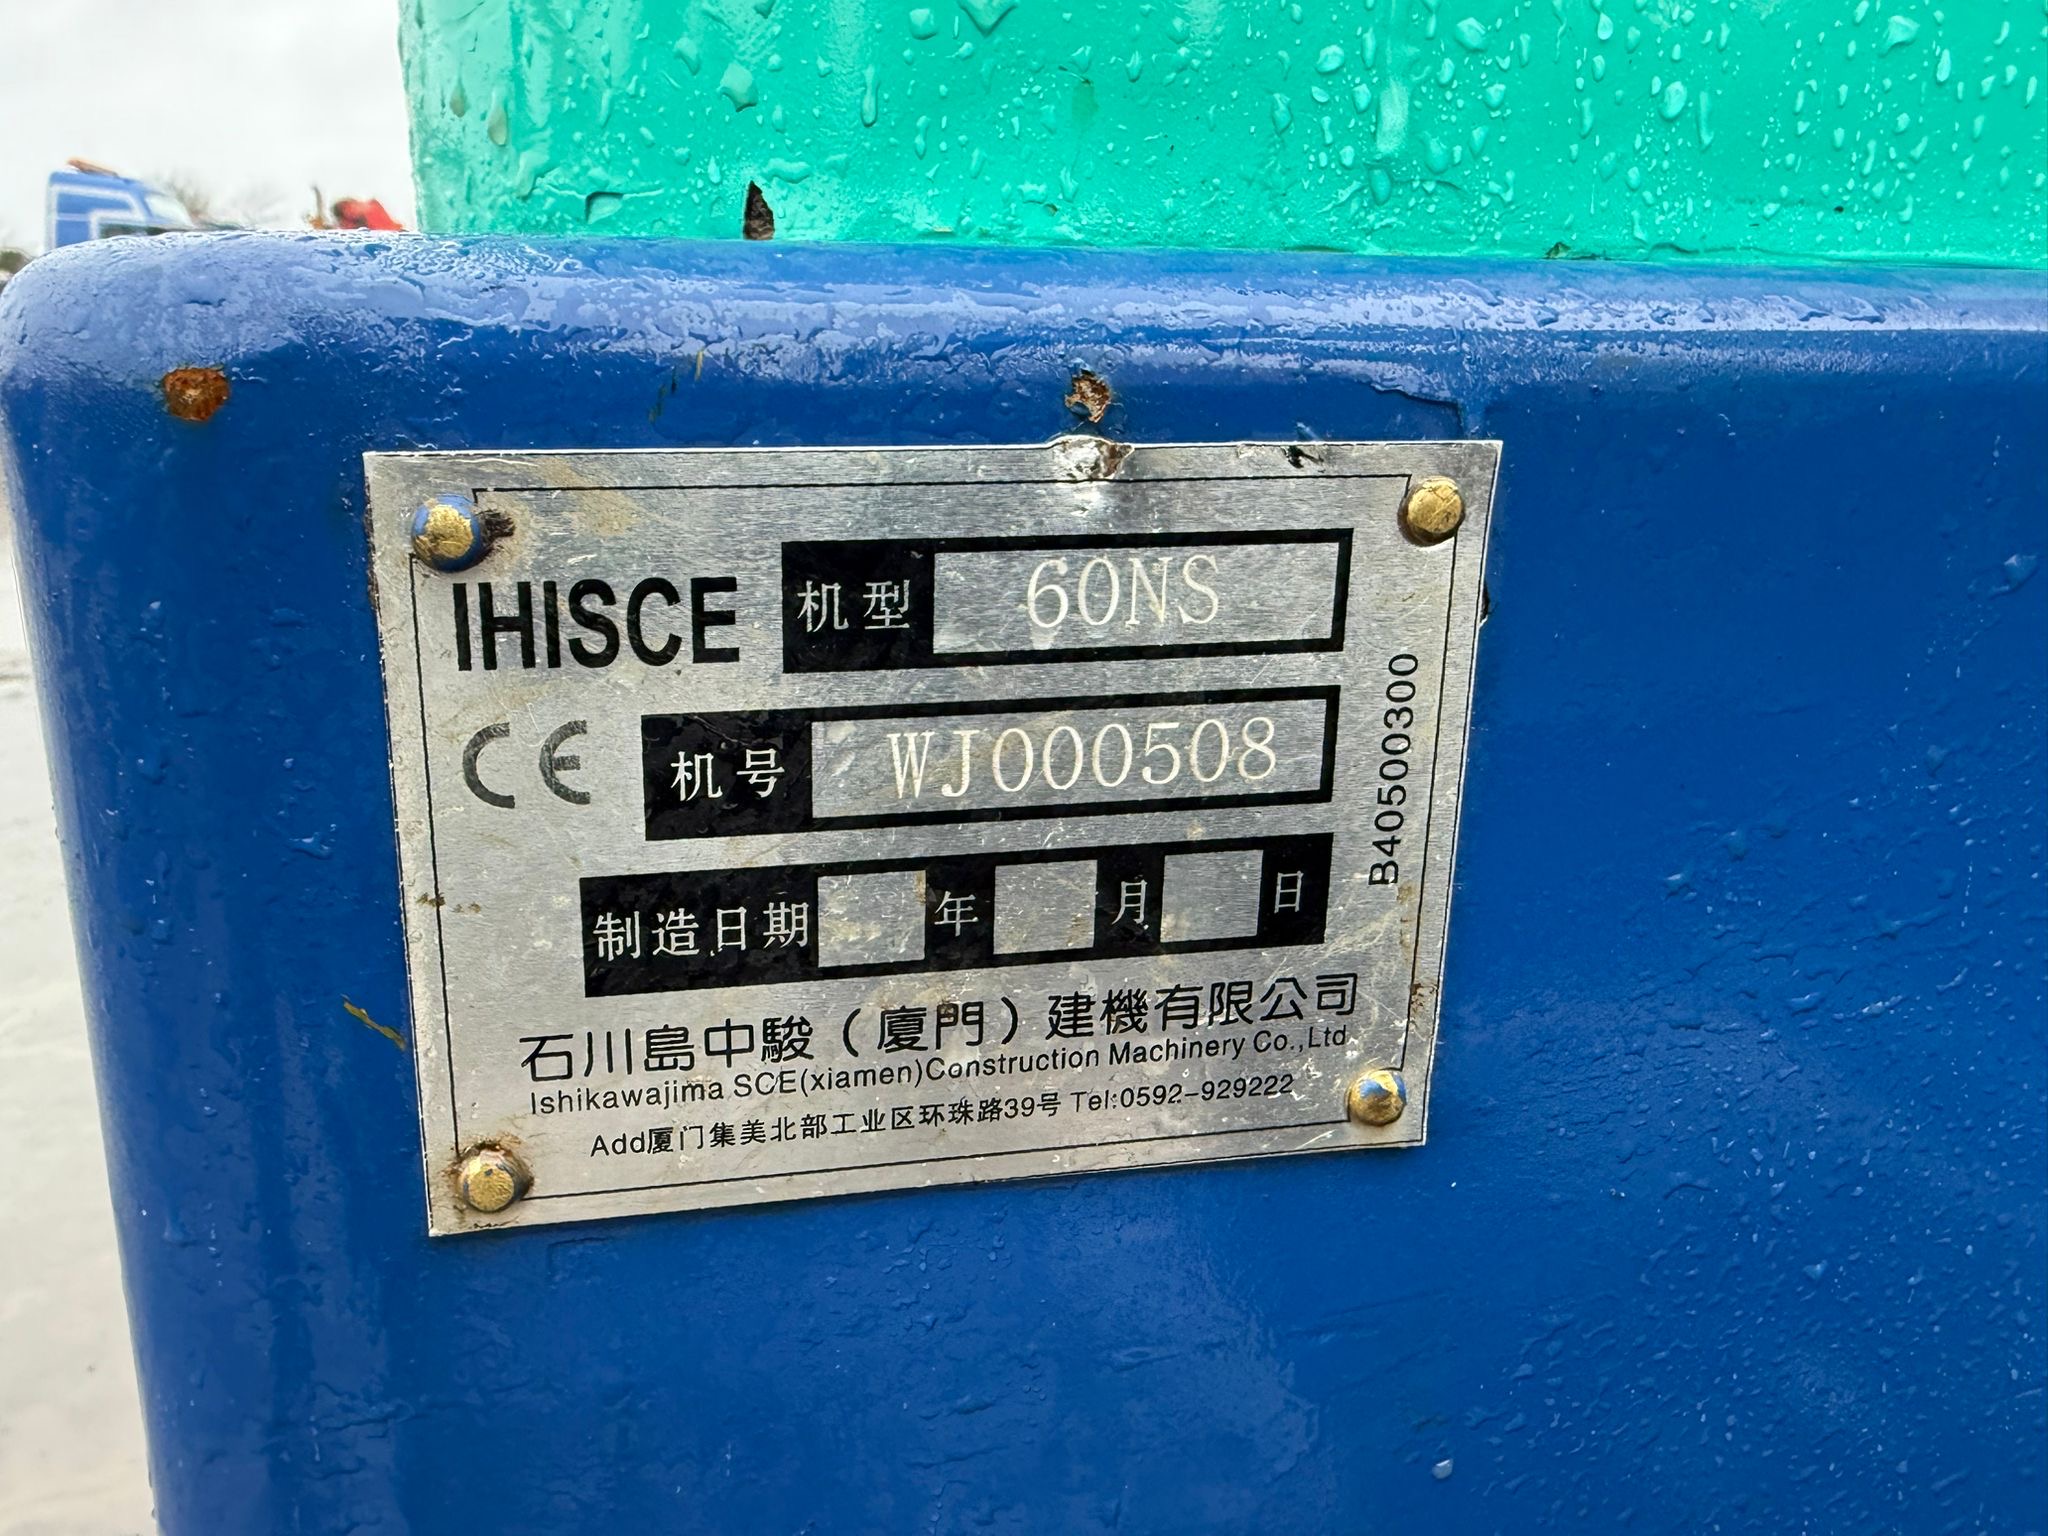 IHISCE
机型 60NS
CE
机号 WJ000508
制造日期 年 月 日
B40500300
石川島中駿（廈門）建機有限公司
Ishikawajima SCE(xiamen)Construction Machinery Co.,Ltd
Add厦门集美北部工业区环珠路39号 Tel:0592-929222